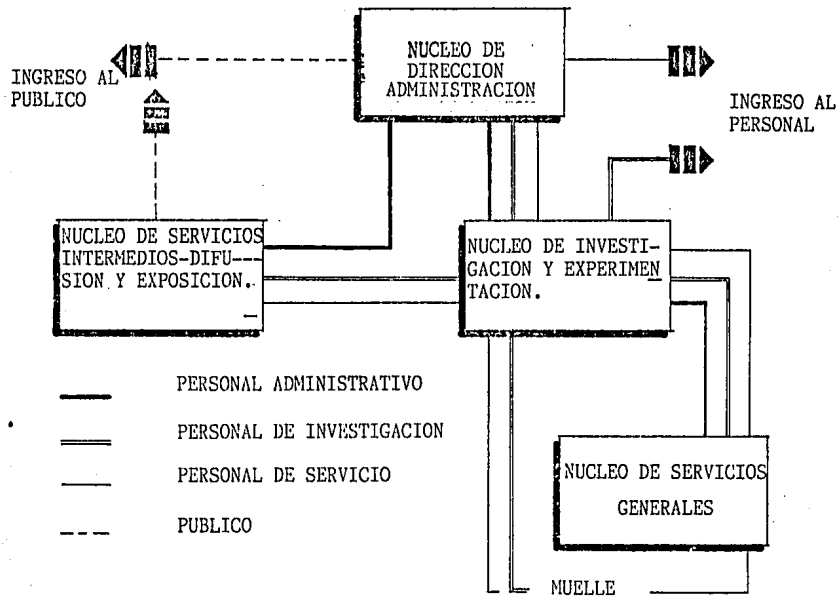 NUCLEO DE
DIRECCION
ADMINISTRACION
INGRESO AL
PUBLICO
INGRESO AL
PERSONAL
NUCLEO DE SERVICIOS
INTERMEDIOS-DIFU---
SION Y EXPOSICION.
NUCLEO DE INVESTI-
GACION Y EXPERIMEN
TACION.
PERSONAL ADMINISTRATIVO
PERSONAL DE INVESTIGACION
PERSONAL DE SERVICIO
PUBLICO
NUCLEO DE SERVICIOS
GENERALES
MUELLE